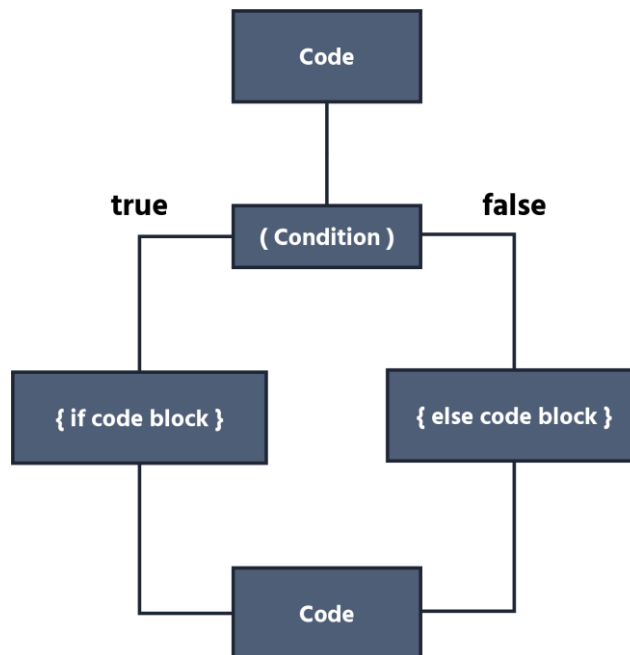 Code
true
false
( Condition )
{ if code block }
{ else code block }
Code